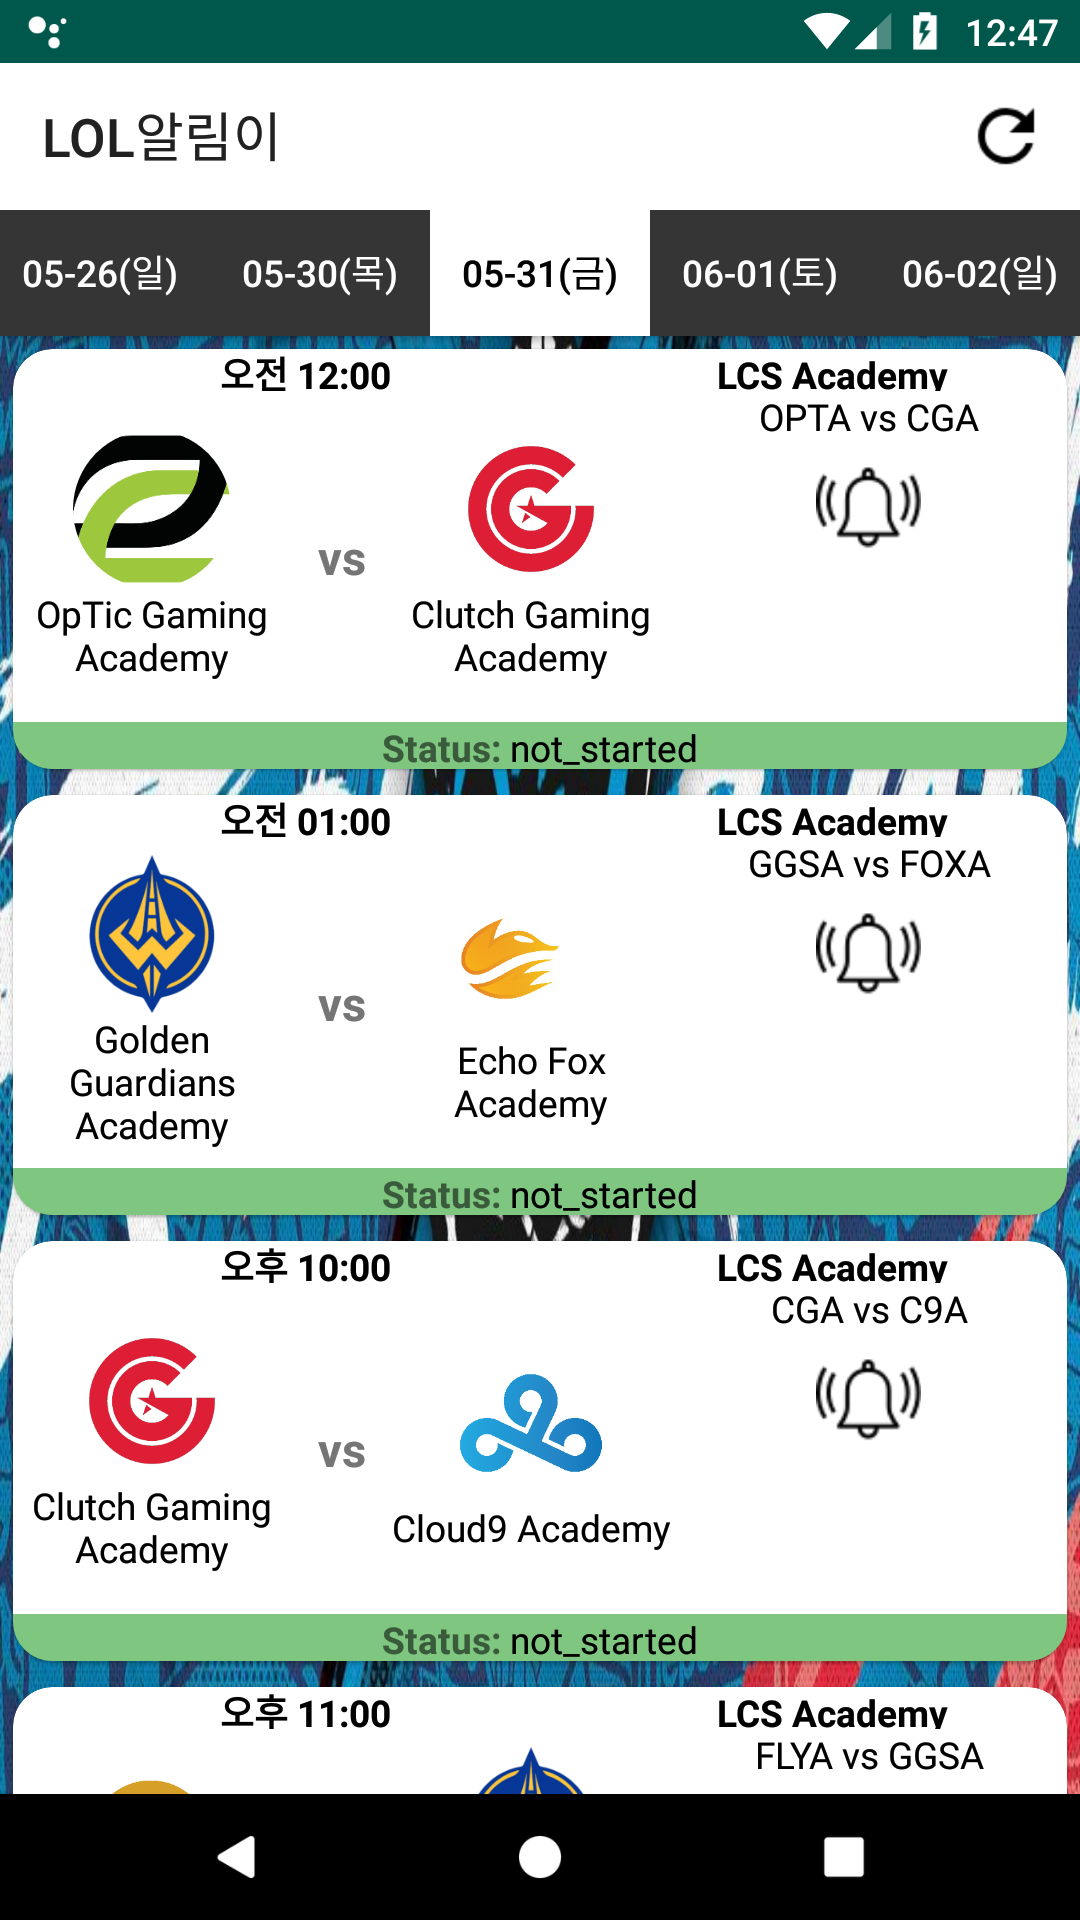 12:47
LOL알림이
05-26(일) 05-30(목) 05-31(금) 06-01(토) 06-02(일)
오전 12:00 LCS Academy
OPTA vs CGA
vs
OpTic Gaming Academy
Clutch Gaming Academy
Status: not_started
오전 01:00 LCS Academy
GGSA vs FOXA
vs
Golden Guardians Academy
Echo Fox Academy
Status: not_started
오후 10:00 LCS Academy
CGA vs C9A
vs
Clutch Gaming Academy
Cloud9 Academy
Status: not_started
오후 11:00 LCS Academy
FLYA vs GGSA